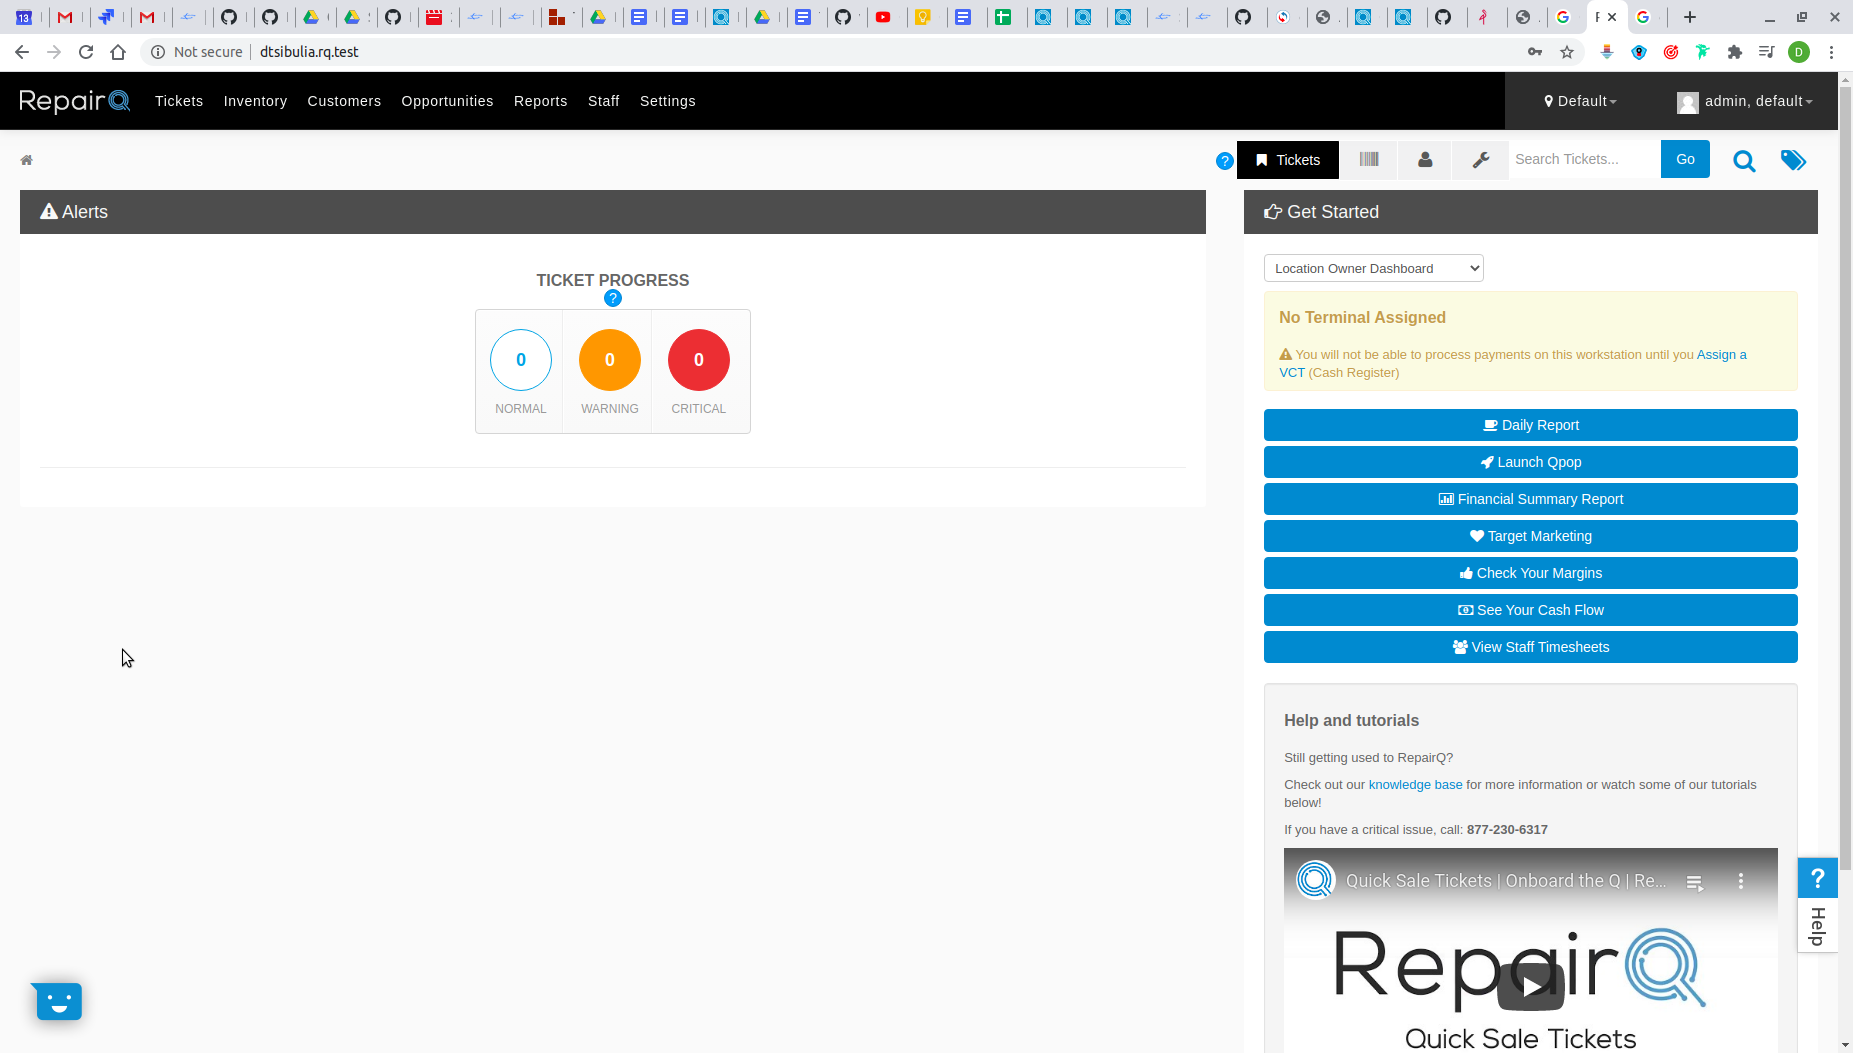 13
Not secure
dtsibulia.rq.test
D
RepairQ
Tickets
Inventory
Customers
Opportunities
Reports
Staff
Settings
Default
admin, default
?
Tickets
Search Tickets...
Go
Alerts
Get Started
TICKET PROGRESS
?
0
0
0
NORMAL
WARNING
CRITICAL
Location Owner Dashboard
No Terminal Assigned
You will not be able to process payments on this workstation until you Assign a
VCT (Cash Register)
Daily Report
Launch Qpop
Financial Summary Report
Target Marketing
Check Your Margins
See Your Cash Flow
View Staff Timesheets
Help and tutorials
Still getting used to RepairQ?
Check out our knowledge base for more information or watch some of our tutorials
below!
If you have a critical issue, call: 877-230-6317
Quick Sale Tickets | Onboard the Q | Re...
RepairQ
Quick Sale Tickets
?
Help